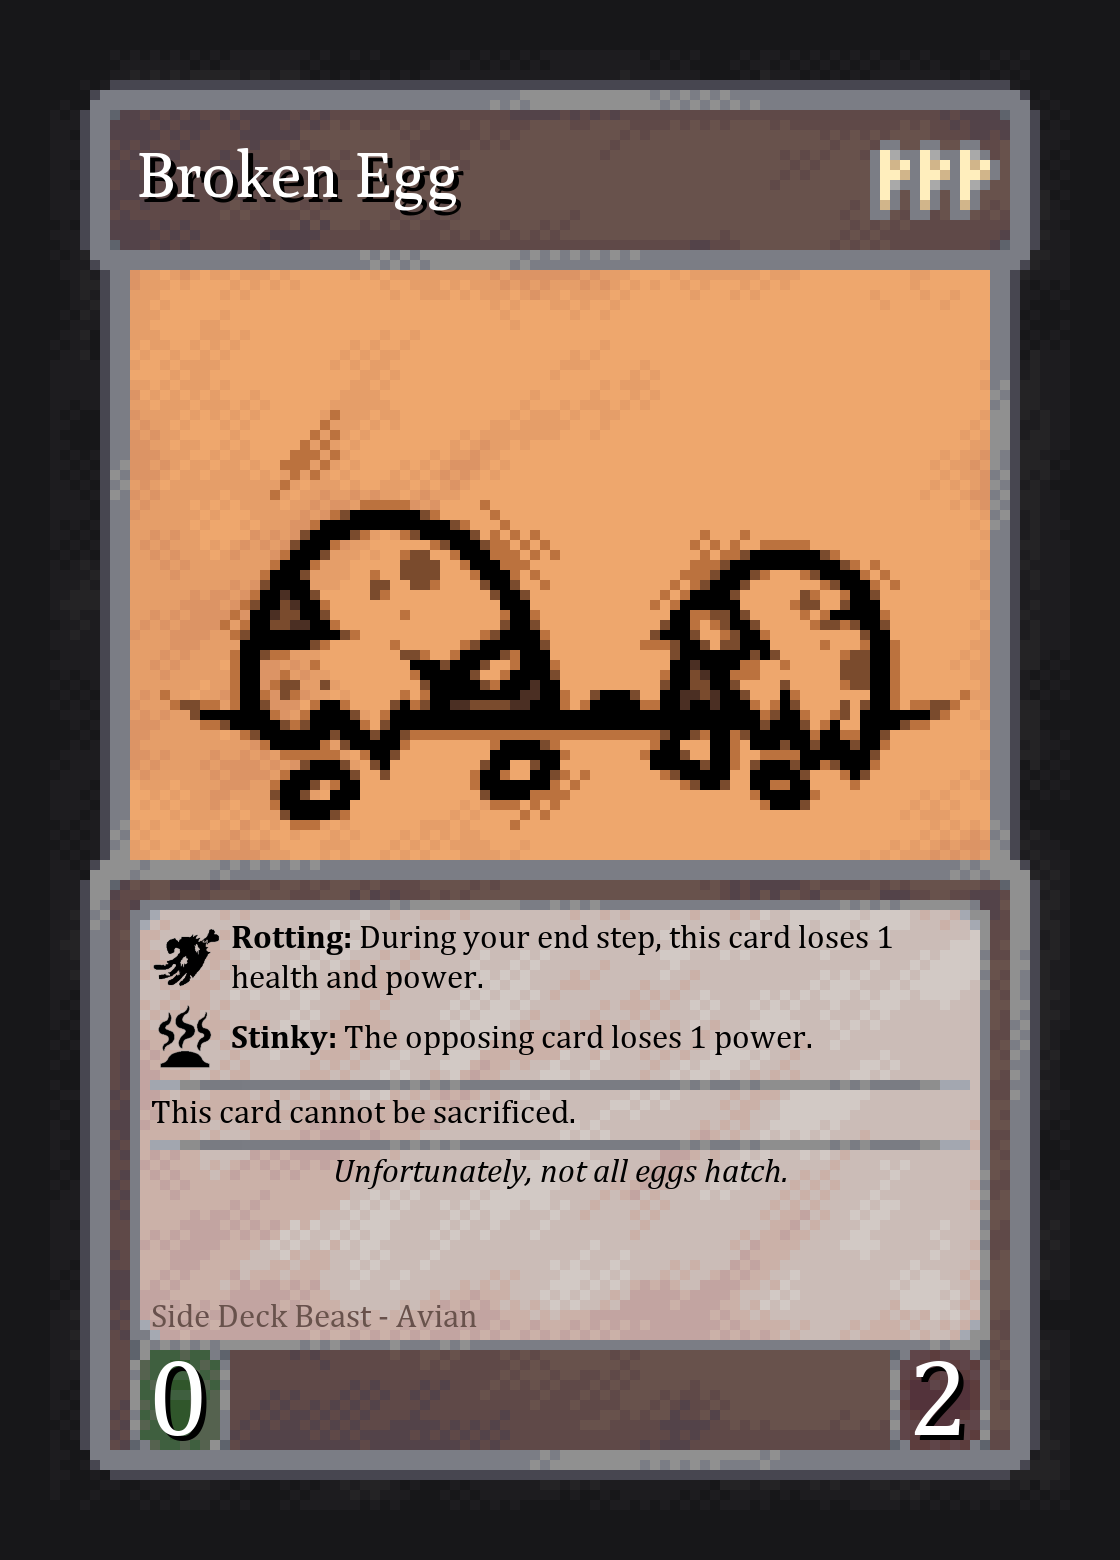 Broken Egg
Rotting: During your end step, this card loses 1
health and power.
Stinky: The opposing card loses 1 power.
This card cannot be sacrificed.
Unfortunately, not all eggs hatch.
Side Deck Beast - Avian
0
2